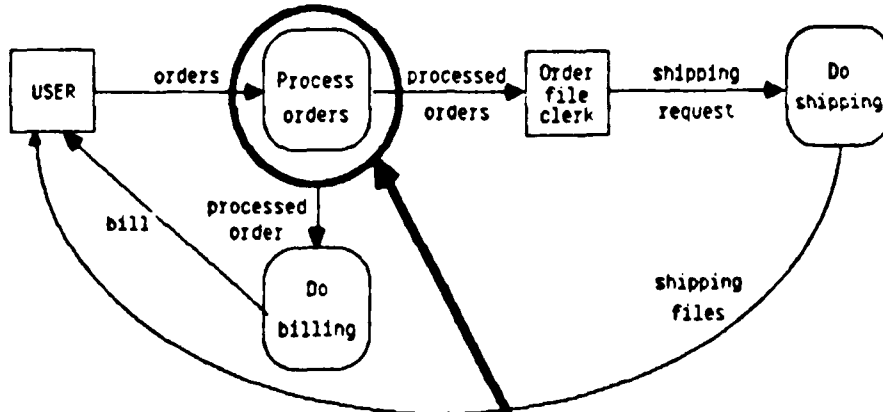 USER
orders
Process
orders
processed
orders
Order
file
clerk
shipping
request
Do
shipping
bill
processed
order
Do
billing
shipping
files